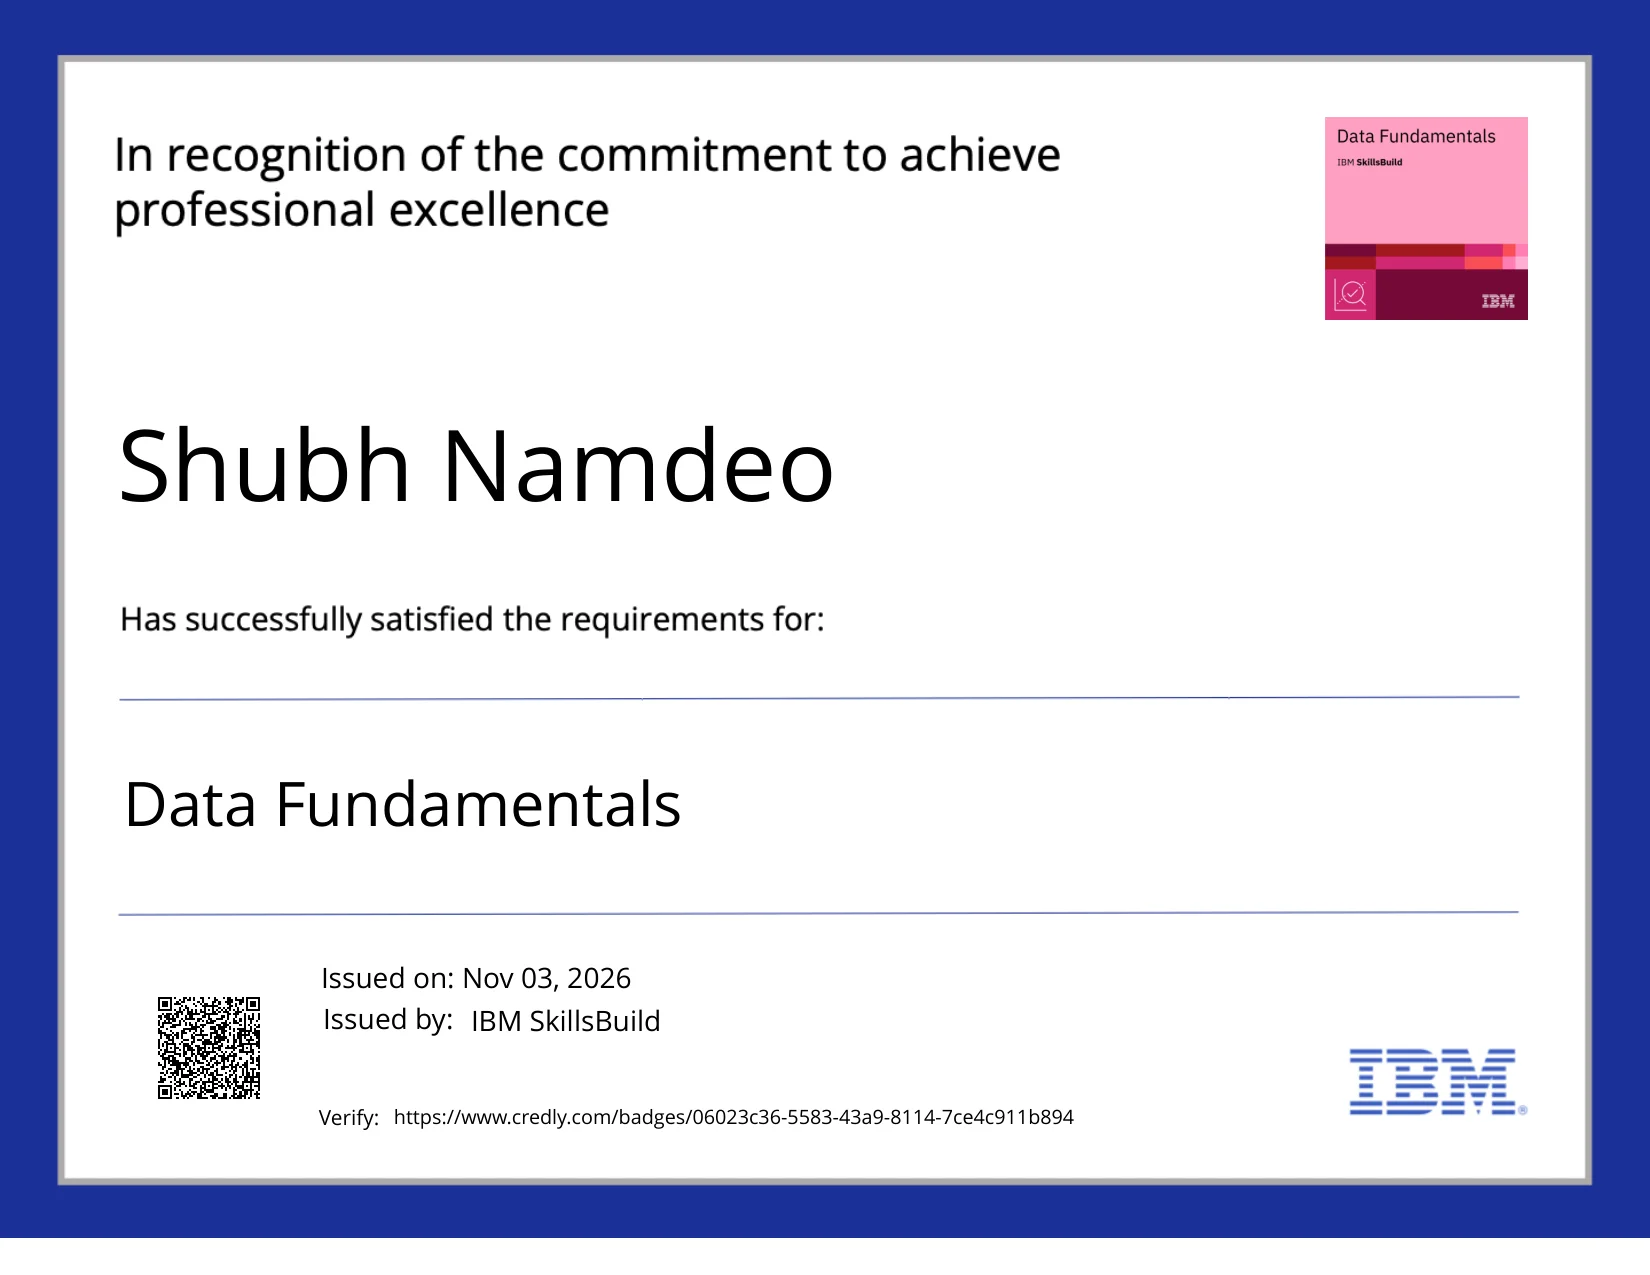 In recognition of the commitment to achieve
professional excellence
Data Fundamentals
IBM SkillsBuild
IBM
Shubh Namdeo
Has successfully satisfied the requirements for:
Data Fundamentals
Issued on: Nov 03, 2026
Issued by: IBM SkillsBuild
Verify: https://www.credly.com/badges/06023c36-5583-43a9-8114-7ce4c911b894
IBM®